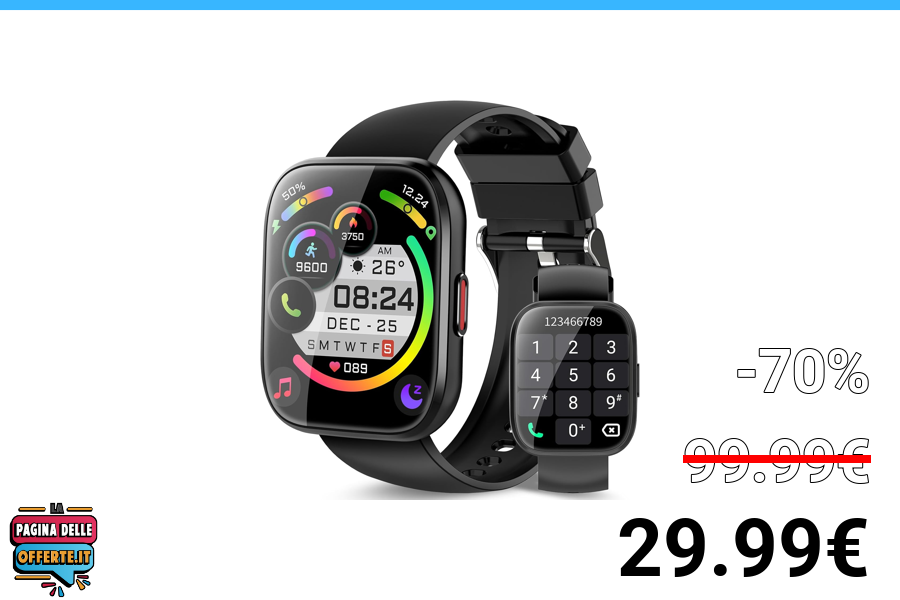 50%
12.24
3750
9600
AM
26°
08:24
DEC - 25
S M T W T F S
089
Z
123466789
1 2 3
4 5 6
7* 8 9#
0+
-70%
99.99€
29.99€
LA
PAGINA DELLE
OFFERTE.IT